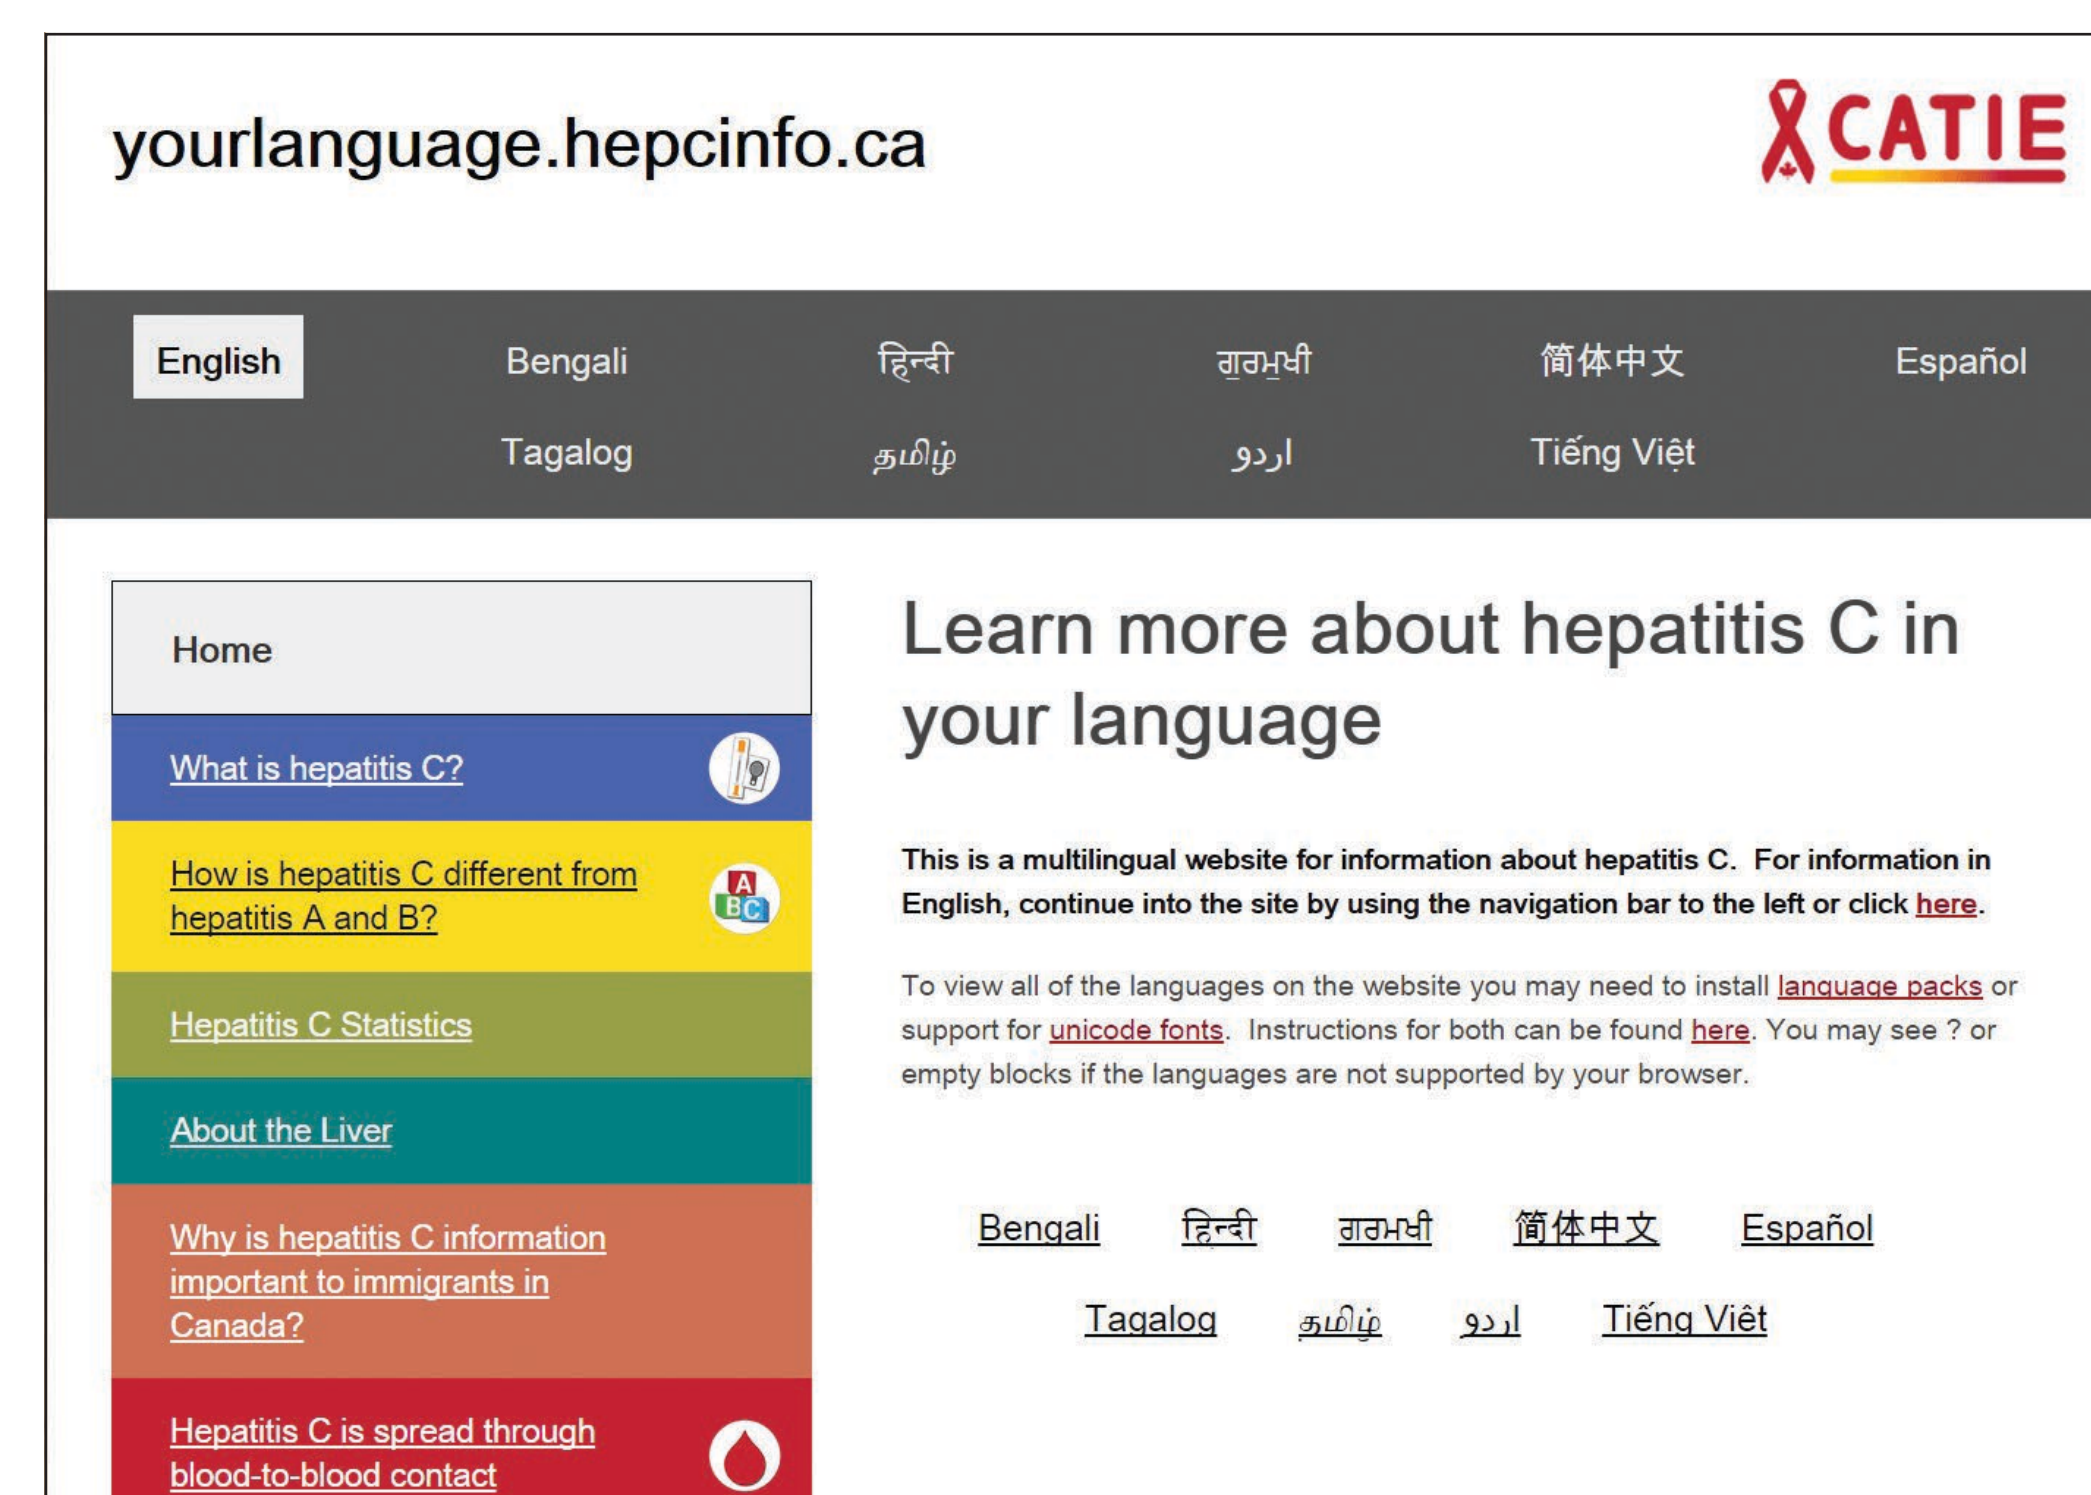 yourlanguage.hepcinfo.ca
CATIE
English Bengali हिन्दी ਗੁਰਮੁਖੀ 简体中文 Español
Tagalog தமிழ் اردو Tiếng Việt
Home
What is hepatitis C?
How is hepatitis C different from
hepatitis A and B?
A
B C
Hepatitis C Statistics
About the Liver
Why is hepatitis C information
important to immigrants in
Canada?
Hepatitis C is spread through
blood-to-blood contact
Learn more about hepatitis C in
your language
This is a multilingual website for information about hepatitis C. For information in
English, continue into the site by using the navigation bar to the left or click here.
To view all of the languages on the website you may need to install language packs or
support for unicode fonts. Instructions for both can be found here. You may see ? or
empty blocks if the languages are not supported by your browser.
Bengali हिन्दी ਗੁਰਮੁਖੀ 简体中文 Español
Tagalog தமிழ் اردو Tiếng Việt